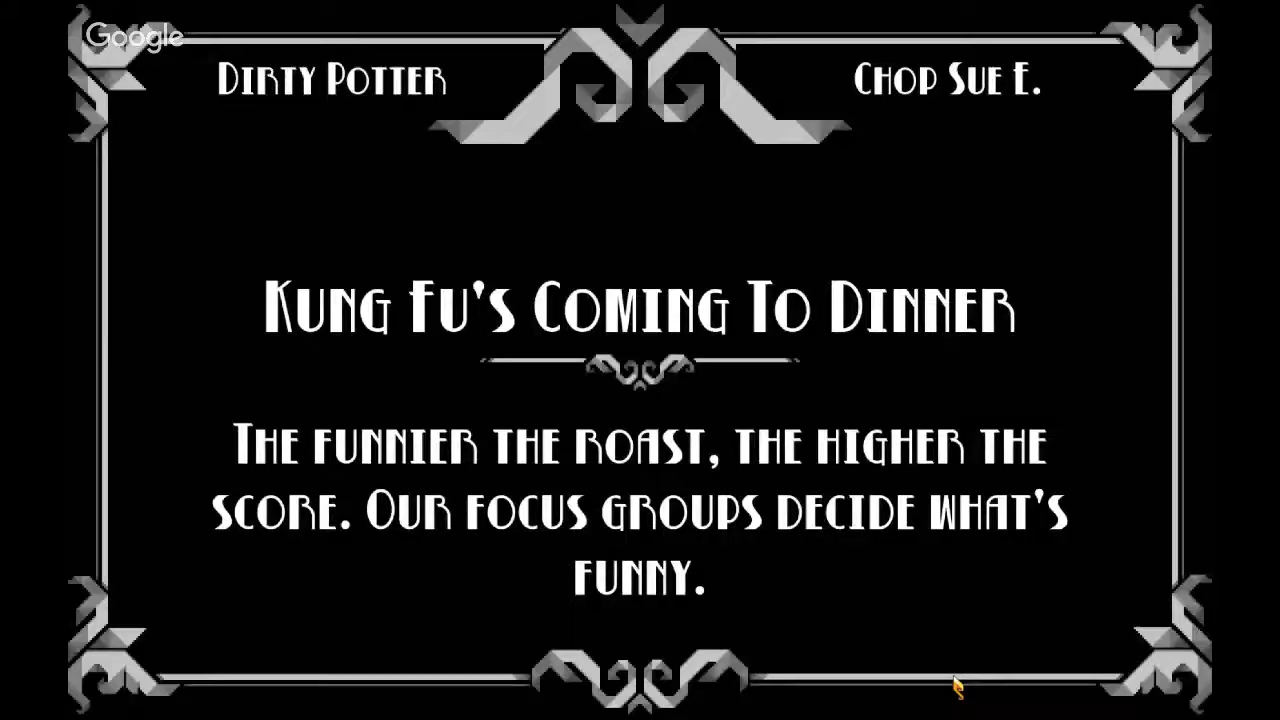 Google
Dirty Potter
Chop Sue E.
Kung Fu's Coming To Dinner
The funnier the roast, the higher the
score. Our focus groups decide what's
funny.